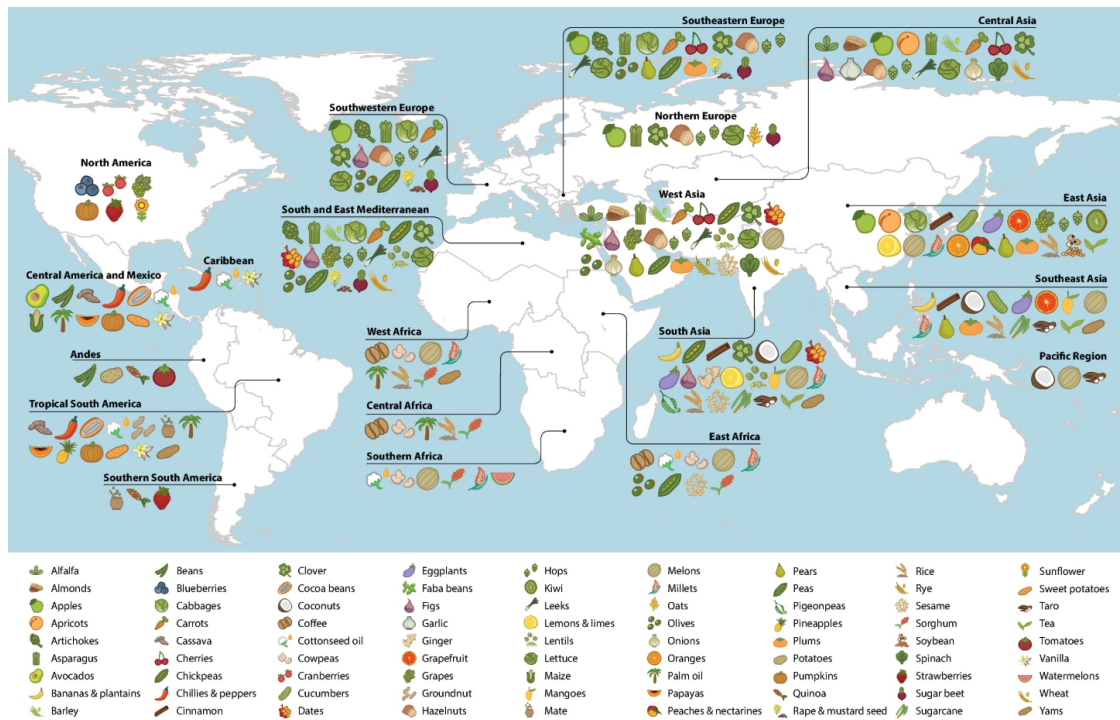 Southeastern Europe
Central Asia
Southwestern Europe
Northern Europe
North America
West Asia
East Asia
South and East Mediterranean
Caribbean
Central America and Mexico
Southeast Asia
West Africa
South Asia
Andes
Pacific Region
Tropical South America
Central Africa
East Africa
Southern Africa
Southern South America
Alfalfa
Almonds
Apples
Apricots
Artichokes
Asparagus
Avocados
Bananas & plantains
Barley
Beans
Blueberries
Cabbages
Carrots
Cassava
Cherries
Chickpeas
Chillies & peppers
Cinnamon
Clover
Cocoa beans
Coconuts
Coffee
Cottonseed oil
Cowpeas
Cranberries
Cucumbers
Dates
Eggplants
Faba beans
Figs
Garlic
Ginger
Grapefruit
Grapes
Groundnut
Hazelnuts
Hops
Kiwi
Leeks
Lemons & limes
Lentils
Lettuce
Maize
Mangoes
Mate
Melons
Millets
Oats
Olives
Onions
Oranges
Palm oil
Papayas
Peaches & nectarines
Pears
Peas
Pigeonpeas
Pineapples
Plums
Potatoes
Pumpkins
Quinoa
Rape & mustard seed
Rice
Rye
Sesame
Sorghum
Soybean
Spinach
Strawberries
Sugar beet
Sugarcane
Sunflower
Sweet potatoes
Taro
Tea
Tomatoes
Vanilla
Watermelons
Wheat
Yams